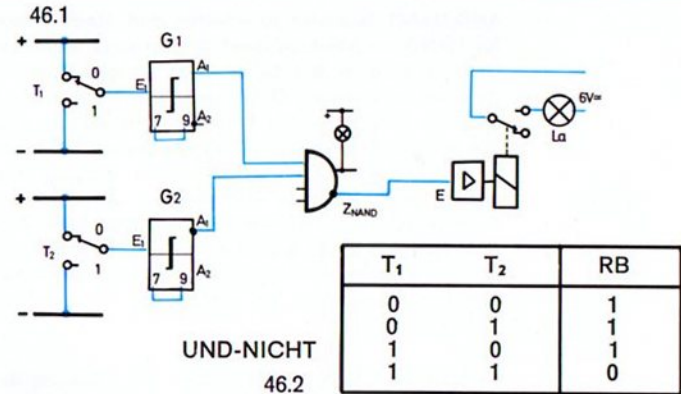 46.1
+
T₁
0
1
−
G1
E₁
A₁
7 9
A₂
+
T₂
0
1
−
G2
E₁
A₁
7 9
A₂
+
Z_NAND
E
6V≂
La
UND-NICHT
46.2
T₁ T₂ RB
0 0 1
0 1 1
1 0 1
1 1 0